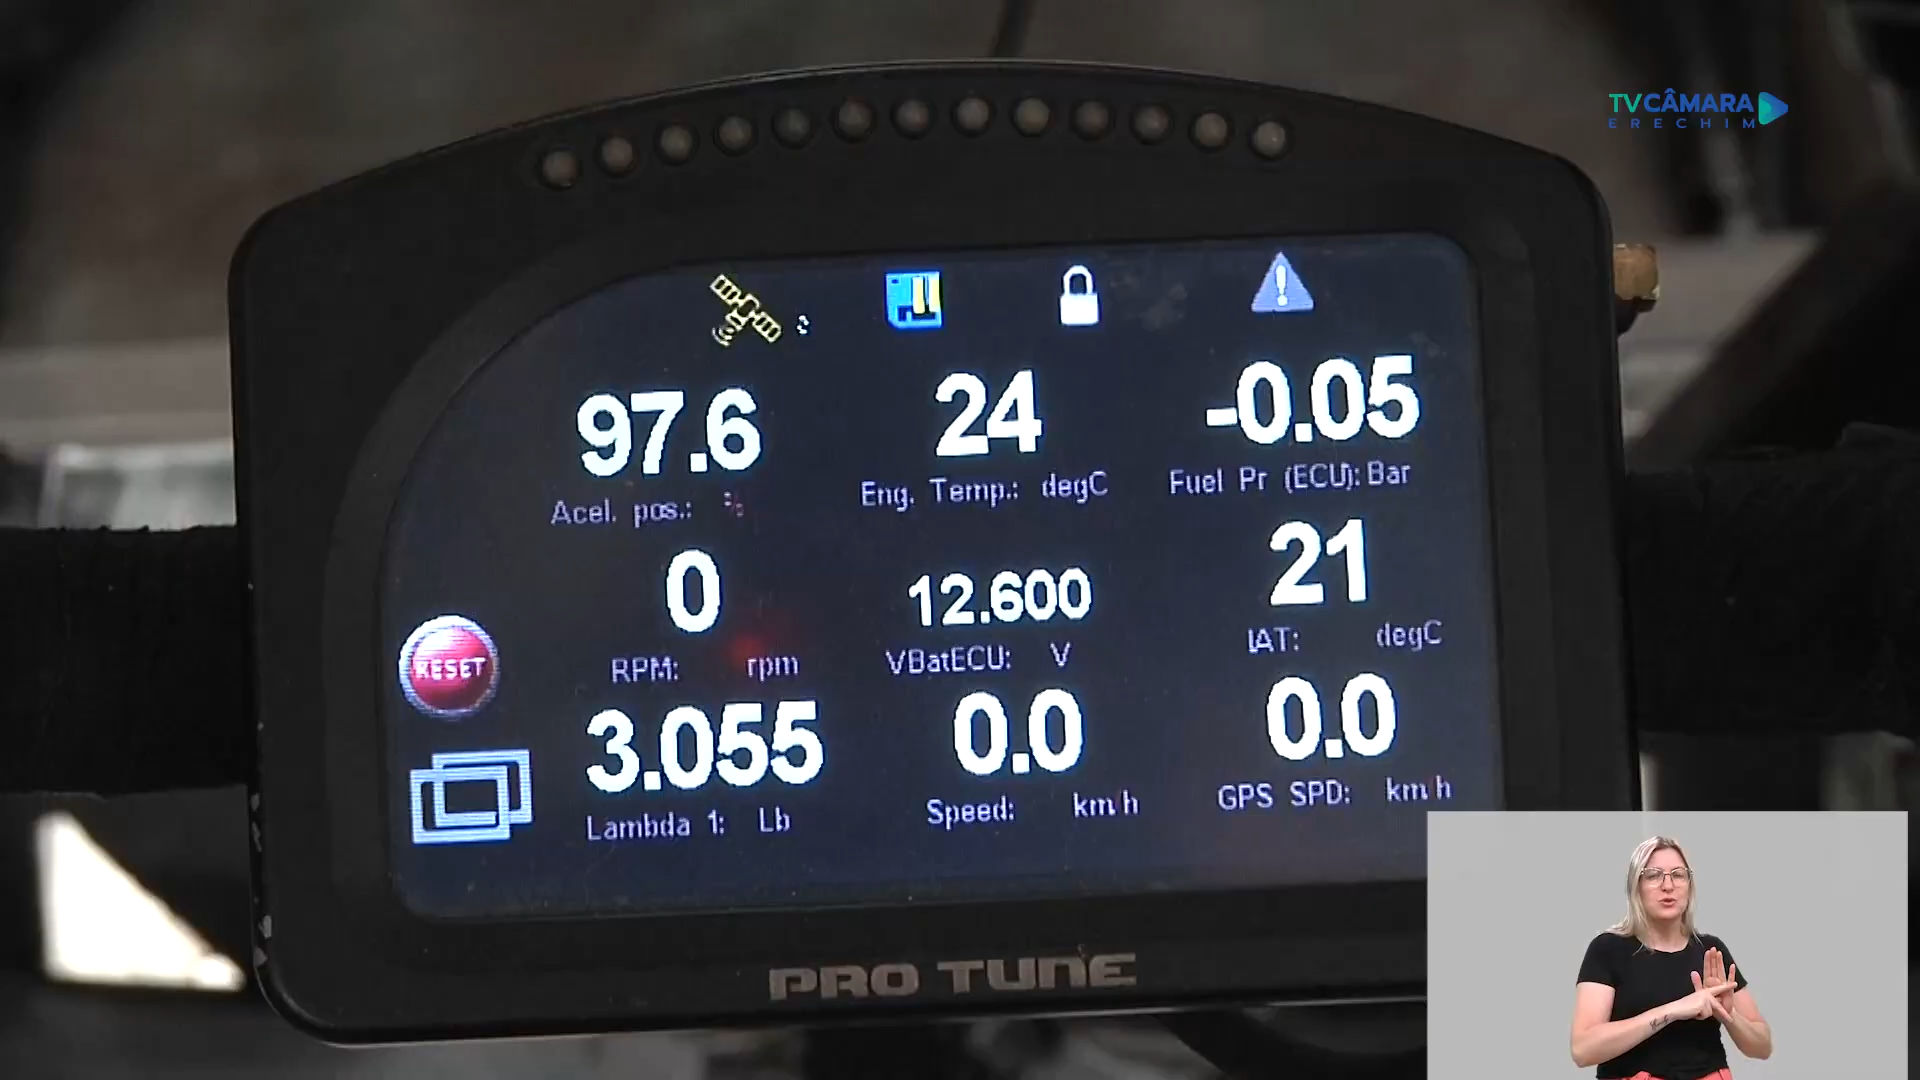 TVCÂMARA
ERECHIM
97.6
24
-0.05
Acel. pos.: %
Eng. Temp.: degC
Fuel Pr (ECU): Bar
0
12.600
21
RPM: rpm
VBatECU: V
IAT: degC
RESET
3.055
0.0
0.0
Lambda 1: Lb
Speed: km/h
GPS SPD: km/h
PRO TUNE